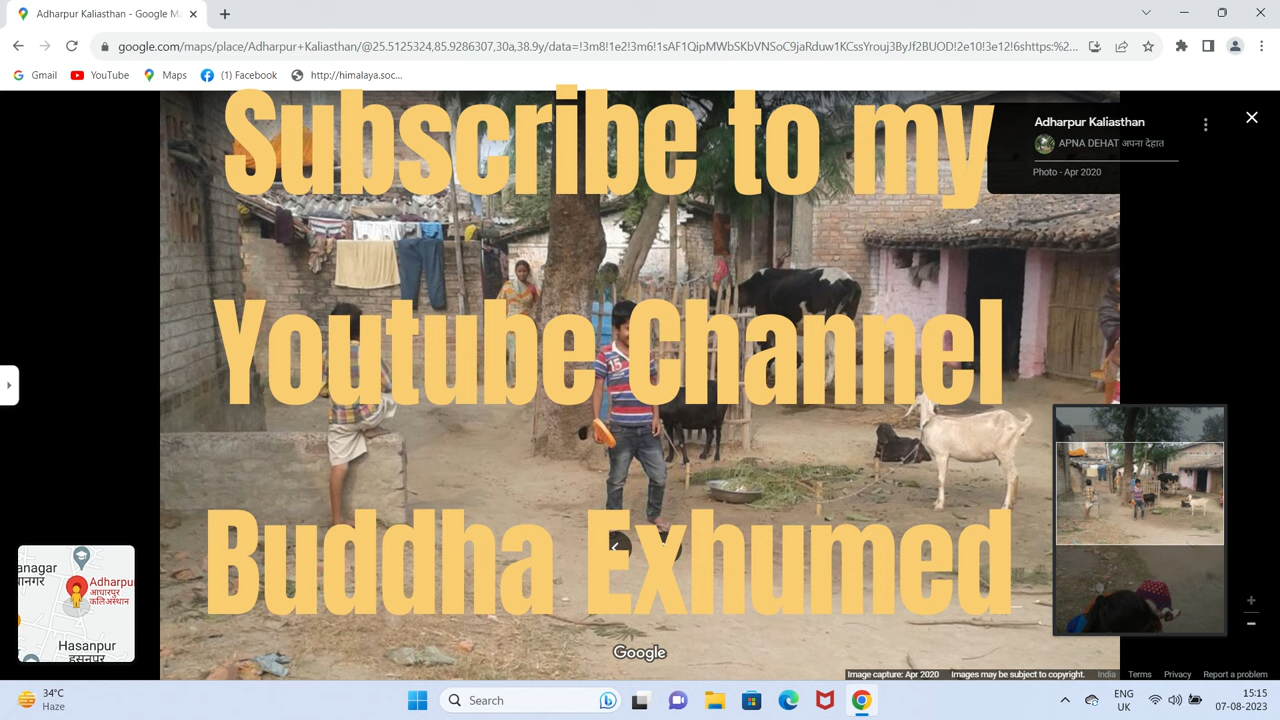 Adharpur Kaliasthan - Google M
google.com/maps/place/Adharpur+Kaliasthan/@25.5125324,85.9286307,30a,38.9y/data=!3m8!1e2!3m6!1sAF1QipMWbSKbVNSoC9jaRduw1KCssYrouj3ByJf2BUOD!2e10!3e12!6shttps:%2...
Gmail YouTube Maps (1) Facebook http://himalaya.soc...
Subscribe to my
Adharpur Kaliasthan
APNA DEHAT अपना देहात
Photo - Apr 2020
Youtube Channel
15
Buddha Exhumed
anagar
ानगर
Adharpu
आधारपुर
कलिअस्थान
Hasanpur
हसनपुर
Google
Image capture: Apr 2020 Images may be subject to copyright. India Terms Privacy Report a problem
34°C
Haze
Search
ENG
UK
15:15
07-08-2023